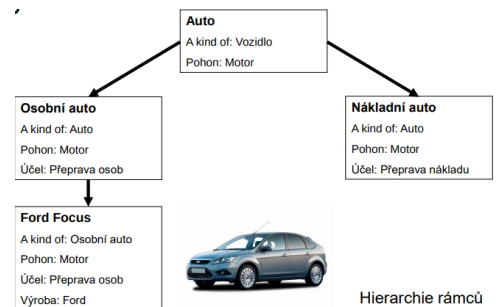 Auto
A kind of: Vozidlo
Pohon: Motor
Osobní auto
A kind of: Auto
Pohon: Motor
Účel: Přeprava osob
Nákladní auto
A kind of: Auto
Pohon: Motor
Účel: Přeprava nákladu
Ford Focus
A kind of: Osobní auto
Pohon: Motor
Účel: Přeprava osob
Výroba: Ford
Hierarchie rámců